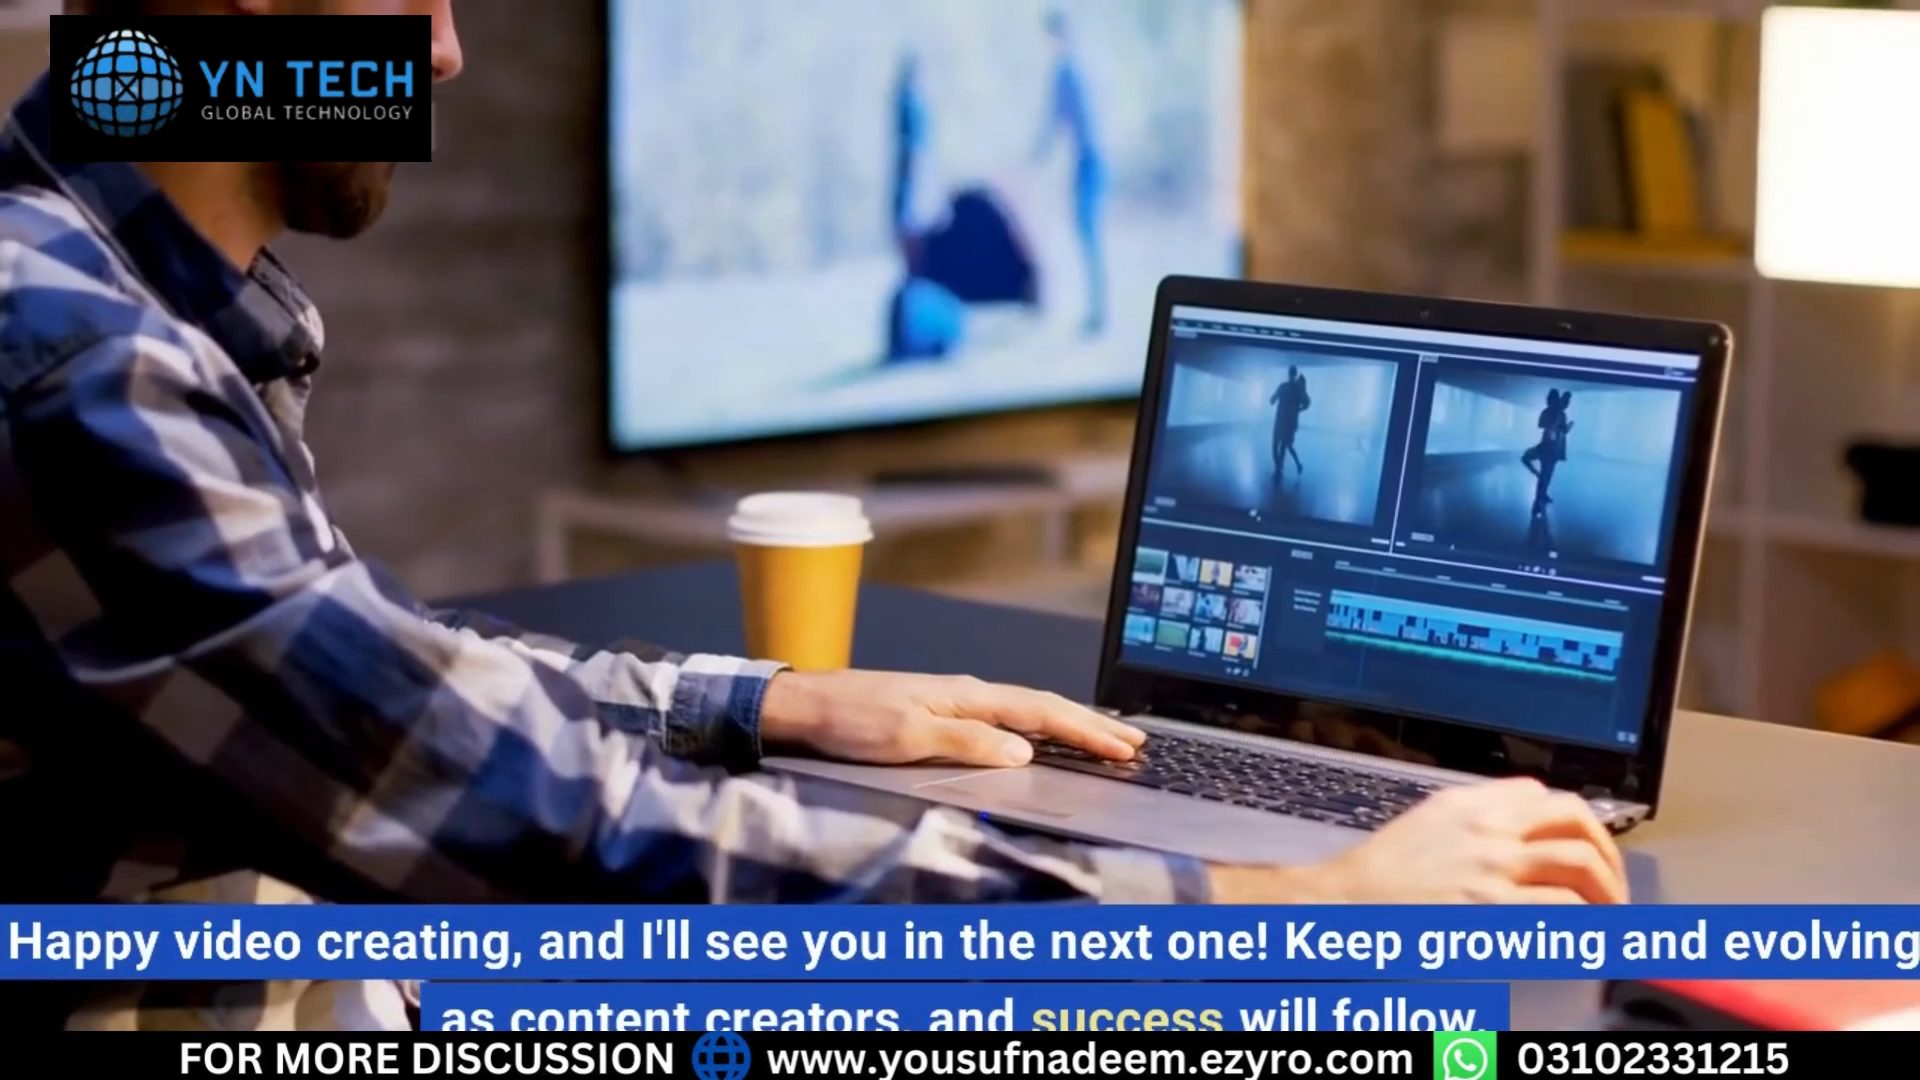 YN TECH
GLOBAL TECHNOLOGY
Happy video creating, and I'll see you in the next one! Keep growing and evolving
as content creators, and success will follow.
FOR MORE DISCUSSION www.yousufnadeem.ezyro.com 03102331215